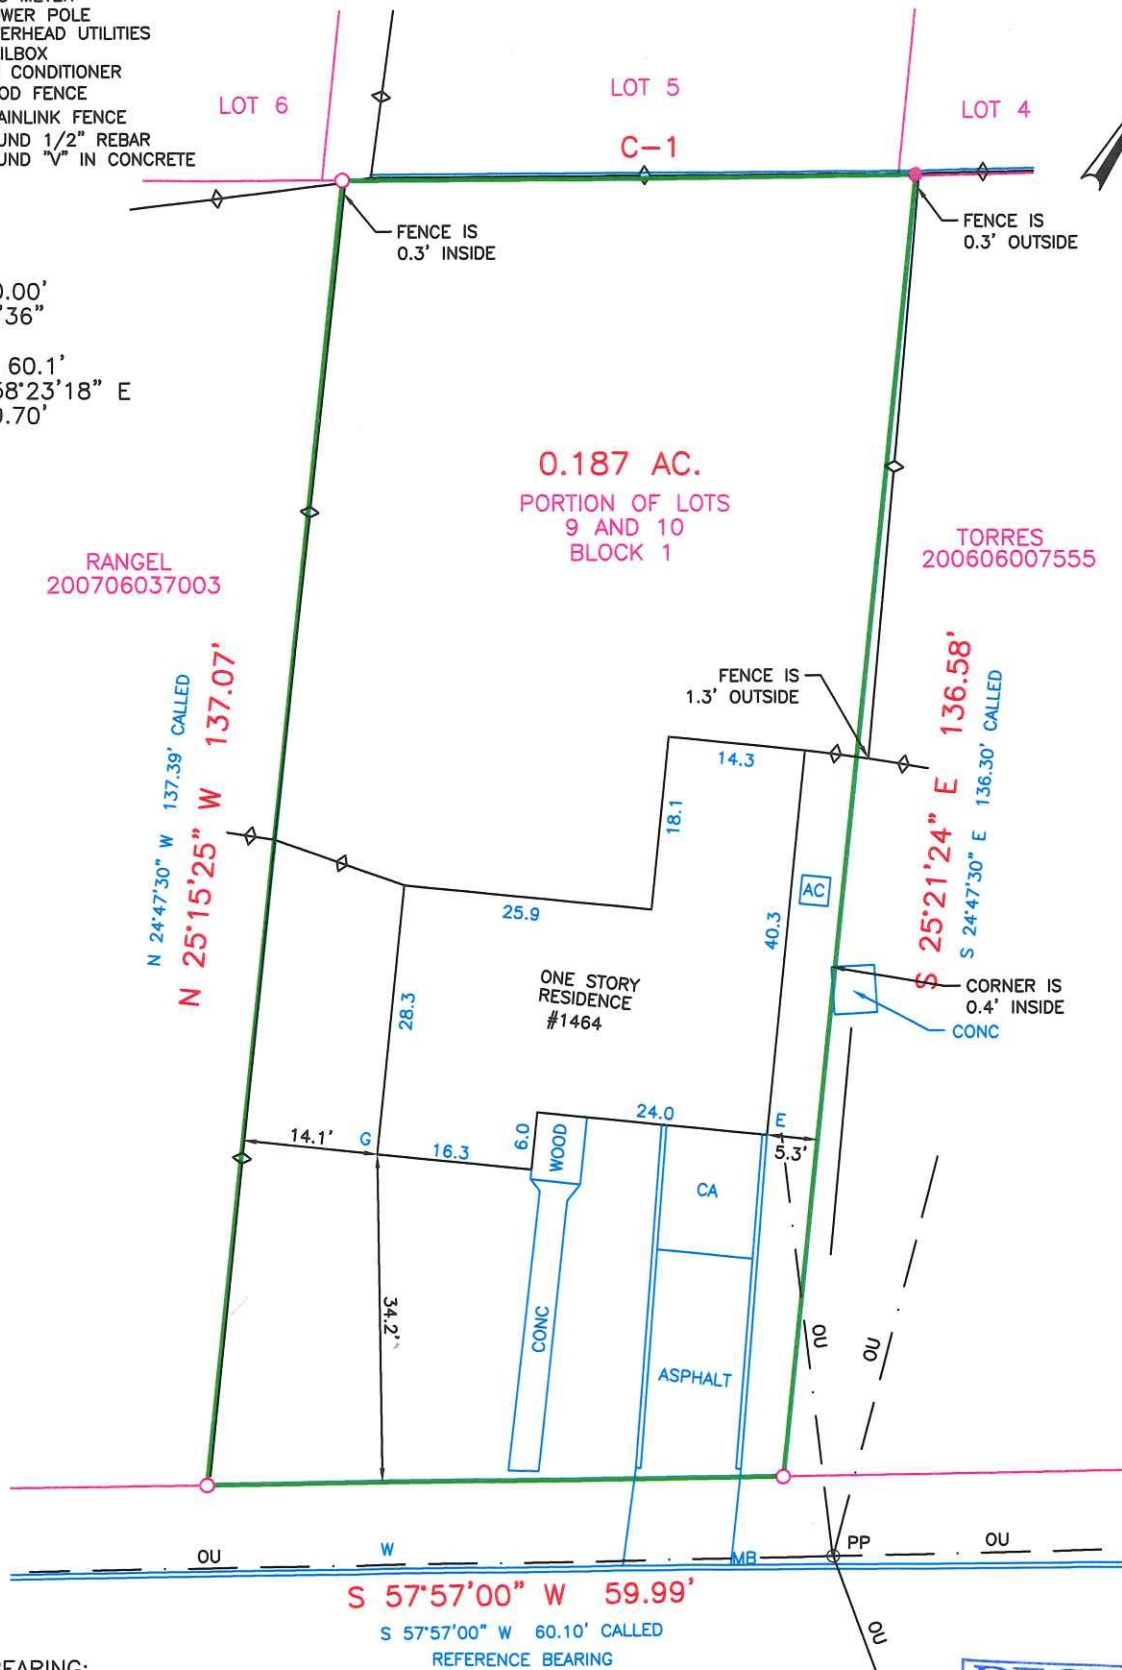 WER POLE
ERHEAD UTILITIES
ILBOX
CONDITIONER
OD FENCE
AINLINK FENCE
UND 1/2" REBAR
UND "V" IN CONCRETE
LOT 6
LOT 5
LOT 4
C-1
FENCE IS
0.3' INSIDE
FENCE IS
0.3' OUTSIDE
0.00'
'36"
60.1'
58°23'18" E
9.70'
0.187 AC.
PORTION OF LOTS
9 AND 10
BLOCK 1
RANGEL
200706037003
TORRES
200606007555
N 24°47'30" W 137.39' CALLED
N 25°15'25" W 137.07'
FENCE IS
1.3' OUTSIDE
S 25°21'24" E 136.58'
S 24°47'30" E 136.30' CALLED
14.3
18.1
AC
25.9
40.3
28.3
ONE STORY
RESIDENCE
#1464
CORNER IS
0.4' INSIDE
CONC
24.0
E
6.0
WOOD
14.1'
G
16.3
5.3'
CA
34.2'
CONC
ASPHALT
OU
OU
OU
W
MB
PP
OU
S 57°57'00" W 59.99'
S 57°57'00" W 60.10' CALLED
REFERENCE BEARING
OU
EARING: